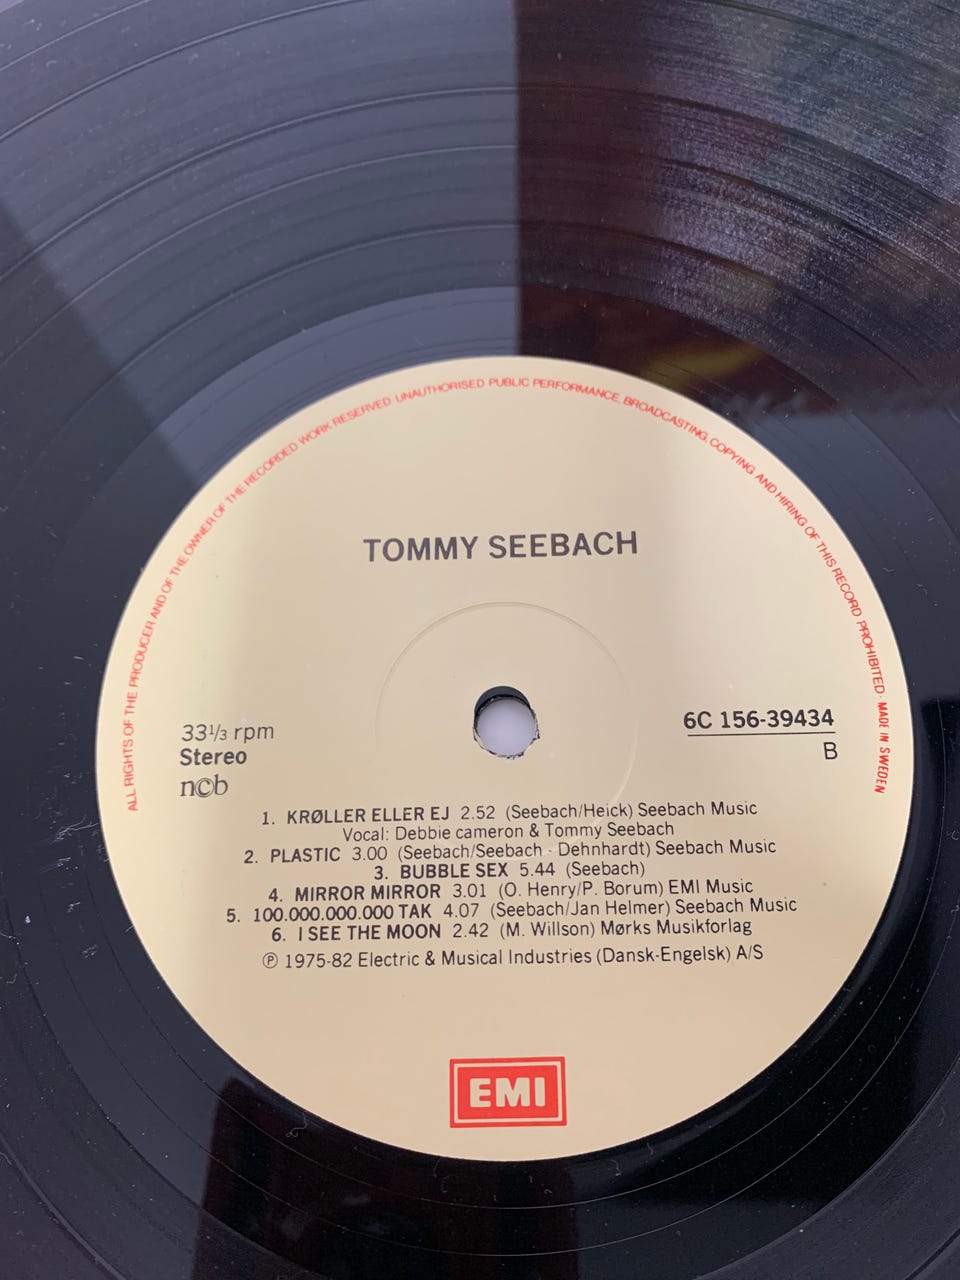 ALL RIGHTS OF THE PRODUCER AND OF THE OWNER OF THE RECORDED WORK RESERVED · UNAUTHORISED PUBLIC PERFORMANCE, BROADCASTING, COPYING AND HIRING OF THIS RECORD PROHIBITED · MADE IN SWEDEN
TOMMY SEEBACH
33⅓ rpm
Stereo
ncb
6C 156-39434
B
1. KRØLLER ELLER EJ 2.52 (Seebach/Heick) Seebach Music
Vocal: Debbie cameron & Tommy Seebach
2. PLASTIC 3.00 (Seebach/Seebach - Dehnhardt) Seebach Music
3. BUBBLE SEX 5.44 (Seebach)
4. MIRROR MIRROR 3.01 (O. Henry/P. Borum) EMI Music
5. 100.000.000.000 TAK 4.07 (Seebach/Jan Helmer) Seebach Music
6. I SEE THE MOON 2.42 (M. Willson) Mørks Musikforlag
℗ 1975-82 Electric & Musical Industries (Dansk-Engelsk) A/S
EMI